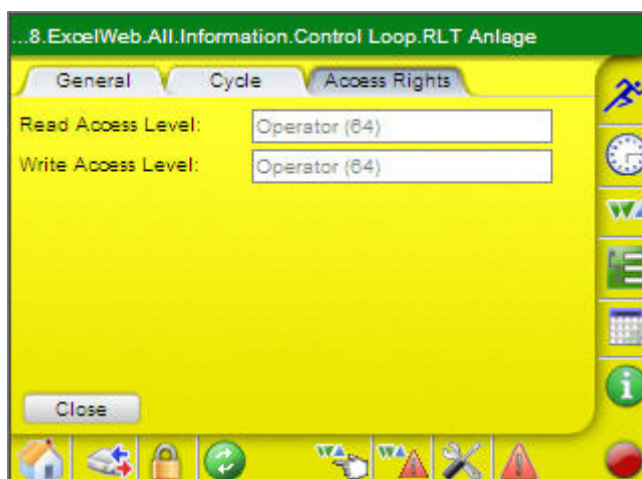 ...8.ExcelWeb.All.Information.Control Loop.RLT Anlage
General Cycle Access Rights
Read Access Level: Operator (64)
Write Access Level: Operator (64)
Close